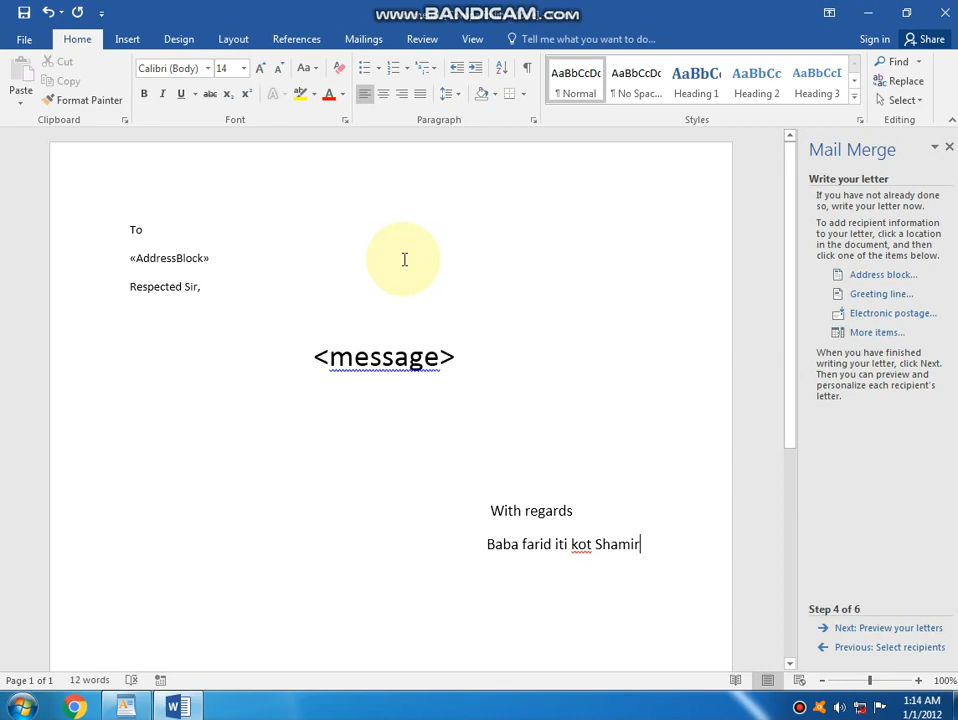 www.BANDICAM.com
File
Home
Insert
Design
Layout
References
Mailings
Review
View
Tell me what you want to do...
Sign in
Share
Paste
Cut
Copy
Format Painter
Clipboard
Calibri (Body)
14
Aa
B I U abc x₂ x²
A
Font
Paragraph
AaBbCcDc
¶ Normal
AaBbCcDc
¶ No Spac...
AaBbCc
Heading 1
AaBbCc
Heading 2
AaBbCcI
Heading 3
Styles
Find
Replace
Select
Editing
To
«AddressBlock»
Respected Sir,
<message>
With regards
Baba farid iti kot Shamir
Mail Merge
Write your letter
If you have not already done
so, write your letter now.
To add recipient information
to your letter, click a location
in the document, and then
click one of the items below.
Address block...
Greeting line...
Electronic postage...
More items...
When you have finished
writing your letter, click Next.
Then you can preview and
personalize each recipient's
letter.
Step 4 of 6
Next: Preview your letters
Previous: Select recipients
Page 1 of 1
12 words
100%
1:14 AM
1/1/2012